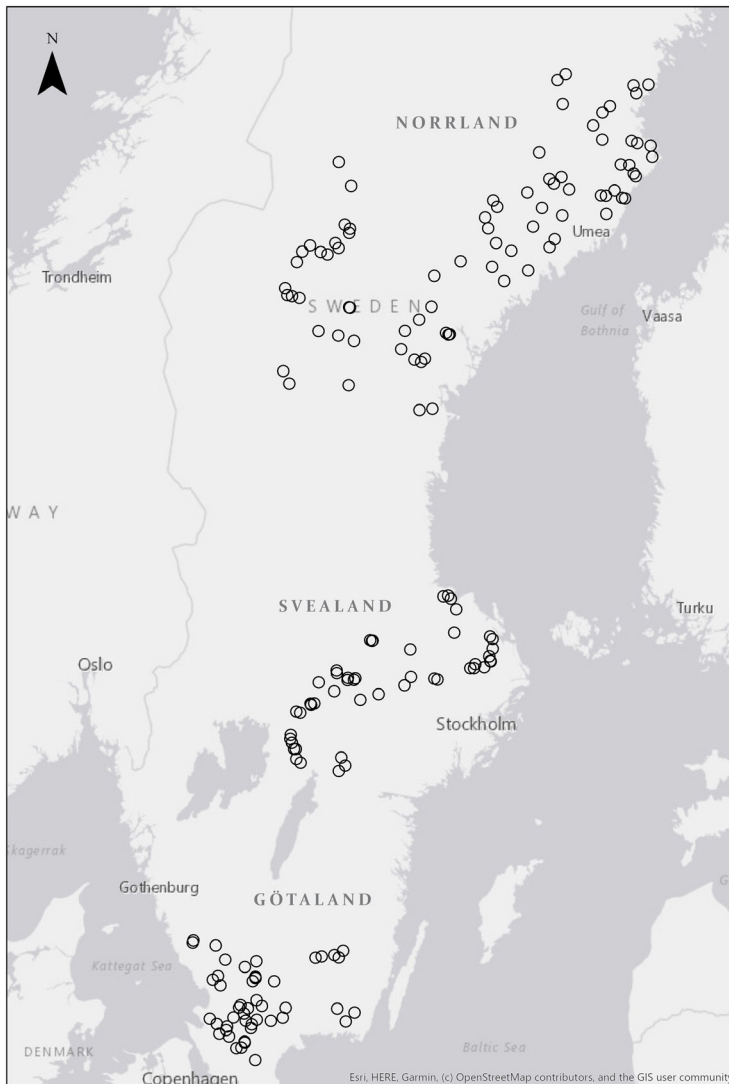 N
NORRLAND
Umea
Trondheim
SWEDEN
Gulf of
Bothnia
Vaasa
WAY
SVEALAND
Turku
Oslo
Stockholm
Skagerrak
Gothenburg
GÖTALAND
G
Kattegat Sea
Baltic Sea
DENMARK
Copenhagen
Esri, HERE, Garmin, (c) OpenStreetMap contributors, and the GIS user community